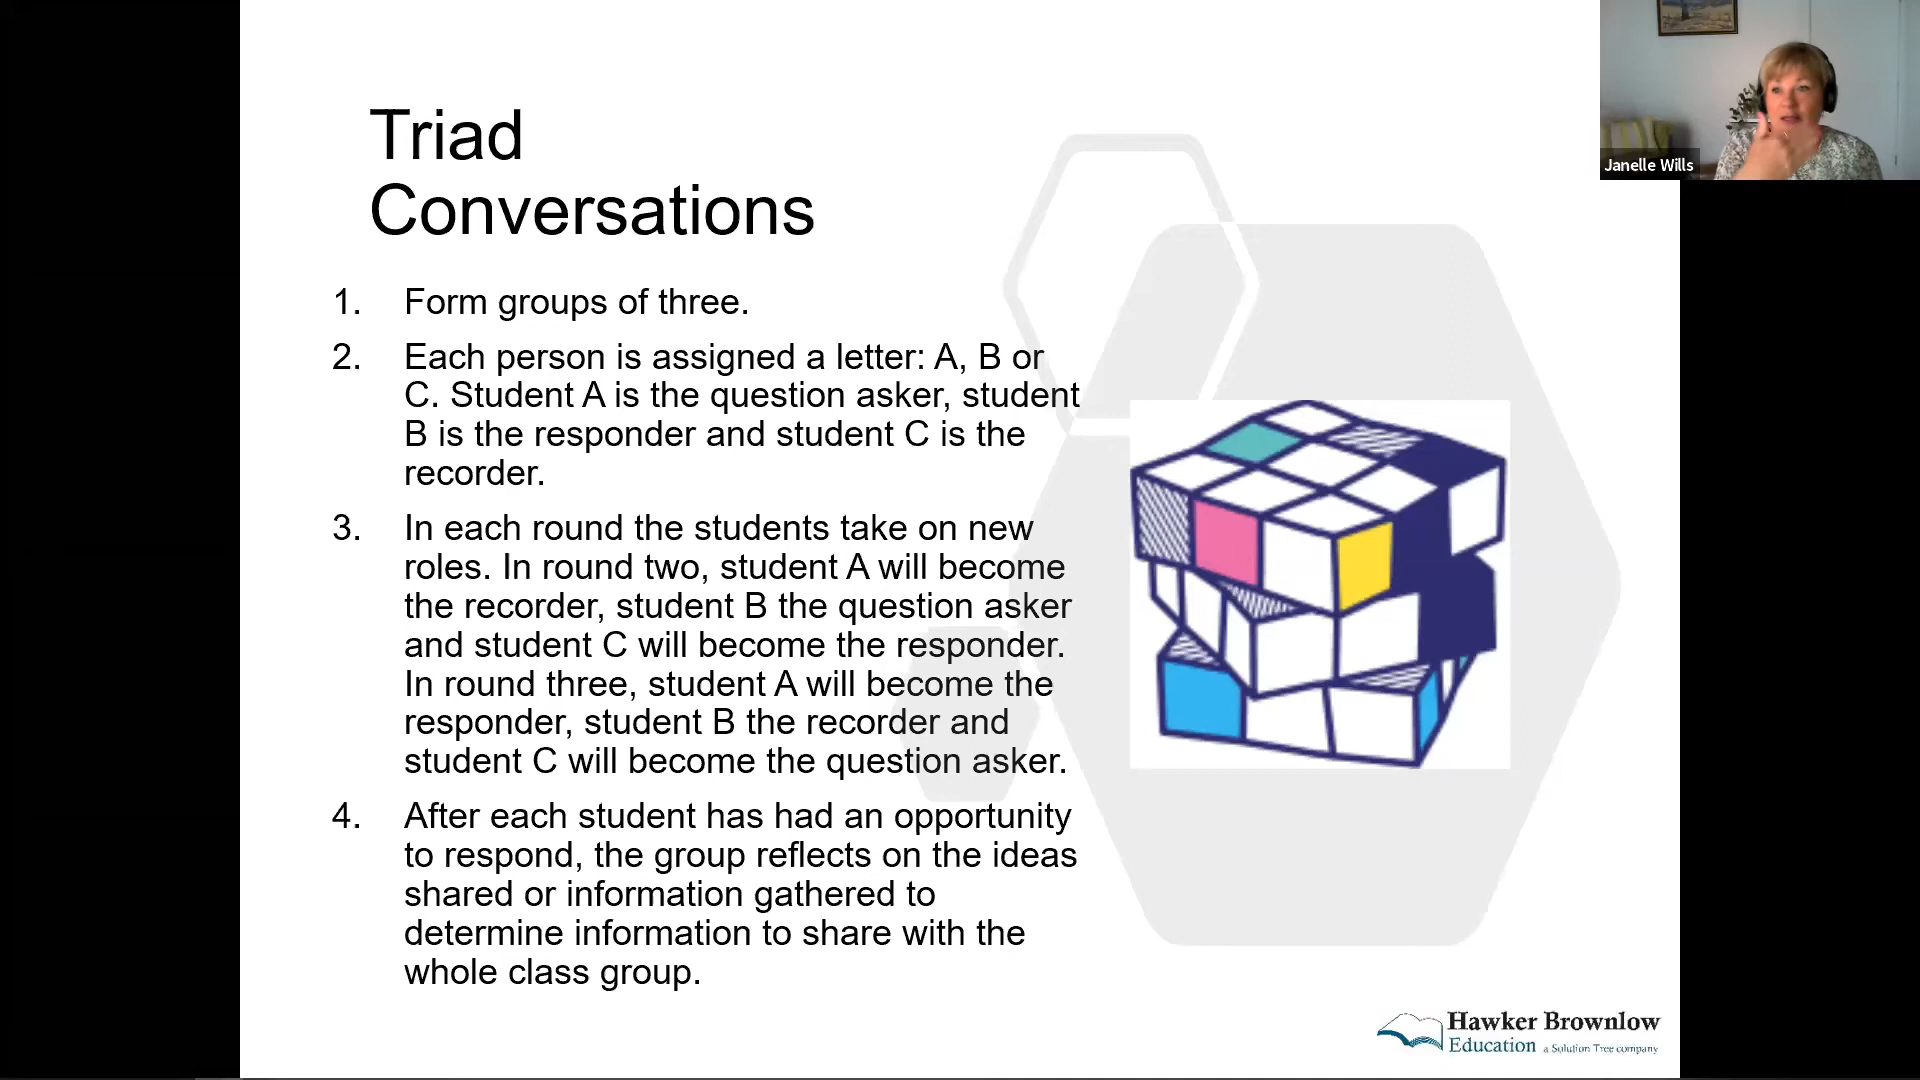 Triad
Conversations
1. Form groups of three.
2. Each person is assigned a letter: A, B or
C. Student A is the question asker, student
B is the responder and student C is the
recorder.
3. In each round the students take on new
roles. In round two, student A will become
the recorder, student B the question asker
and student C will become the responder.
In round three, student A will become the
responder, student B the recorder and
student C will become the question asker.
4. After each student has had an opportunity
to respond, the group reflects on the ideas
shared or information gathered to
determine information to share with the
whole class group.
Janelle Wills
Hawker Brownlow
Education a Solution Tree company